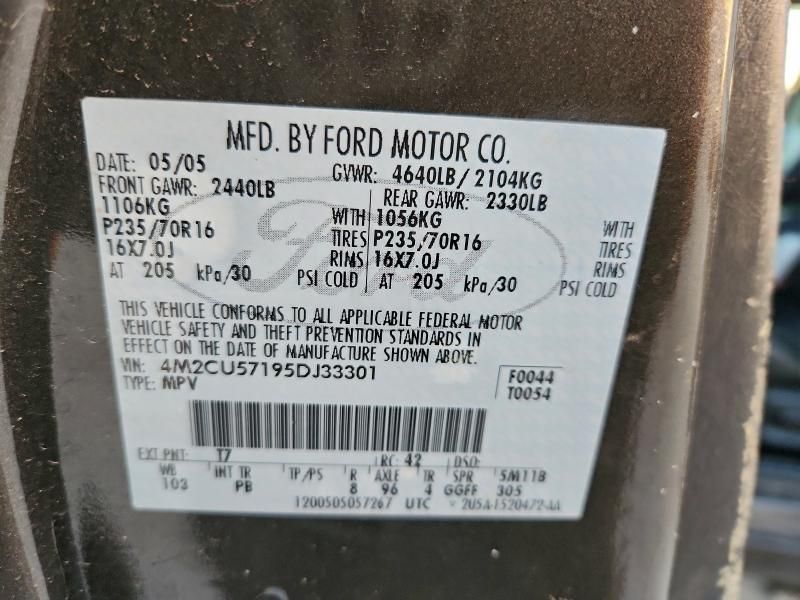 MFD. BY FORD MOTOR CO.
DATE: 05/05 GVWR: 4640LB/ 2104KG
FRONT GAWR: 2440LB REAR GAWR: 2330LB
1106KG WITH 1056KG WITH
P235/70R16 TIRES P235/70R16 TIRES
16X7.0J RIMS 16X7.0J RIMS
AT 205 kPa/30 PSI COLD AT 205 kPa/30 PSI COLD
Ford
THIS VEHICLE CONFORMS TO ALL APPLICABLE FEDERAL MOTOR
VEHICLE SAFETY AND THEFT PREVENTION STANDARDS IN
EFFECT ON THE DATE OF MANUFACTURE SHOWN ABOVE.
VIN: 4M2CU57195DJ33301 F0044
TYPE: MPV T0054
EXT PNT: T7 RC: 42 DSO:
WB INT TR TP/PS R AXLE TR SPR 5M11B
103 PB 8 96 4 GGFF 305
1200505057267 UTC 2U5A-1520472-AA